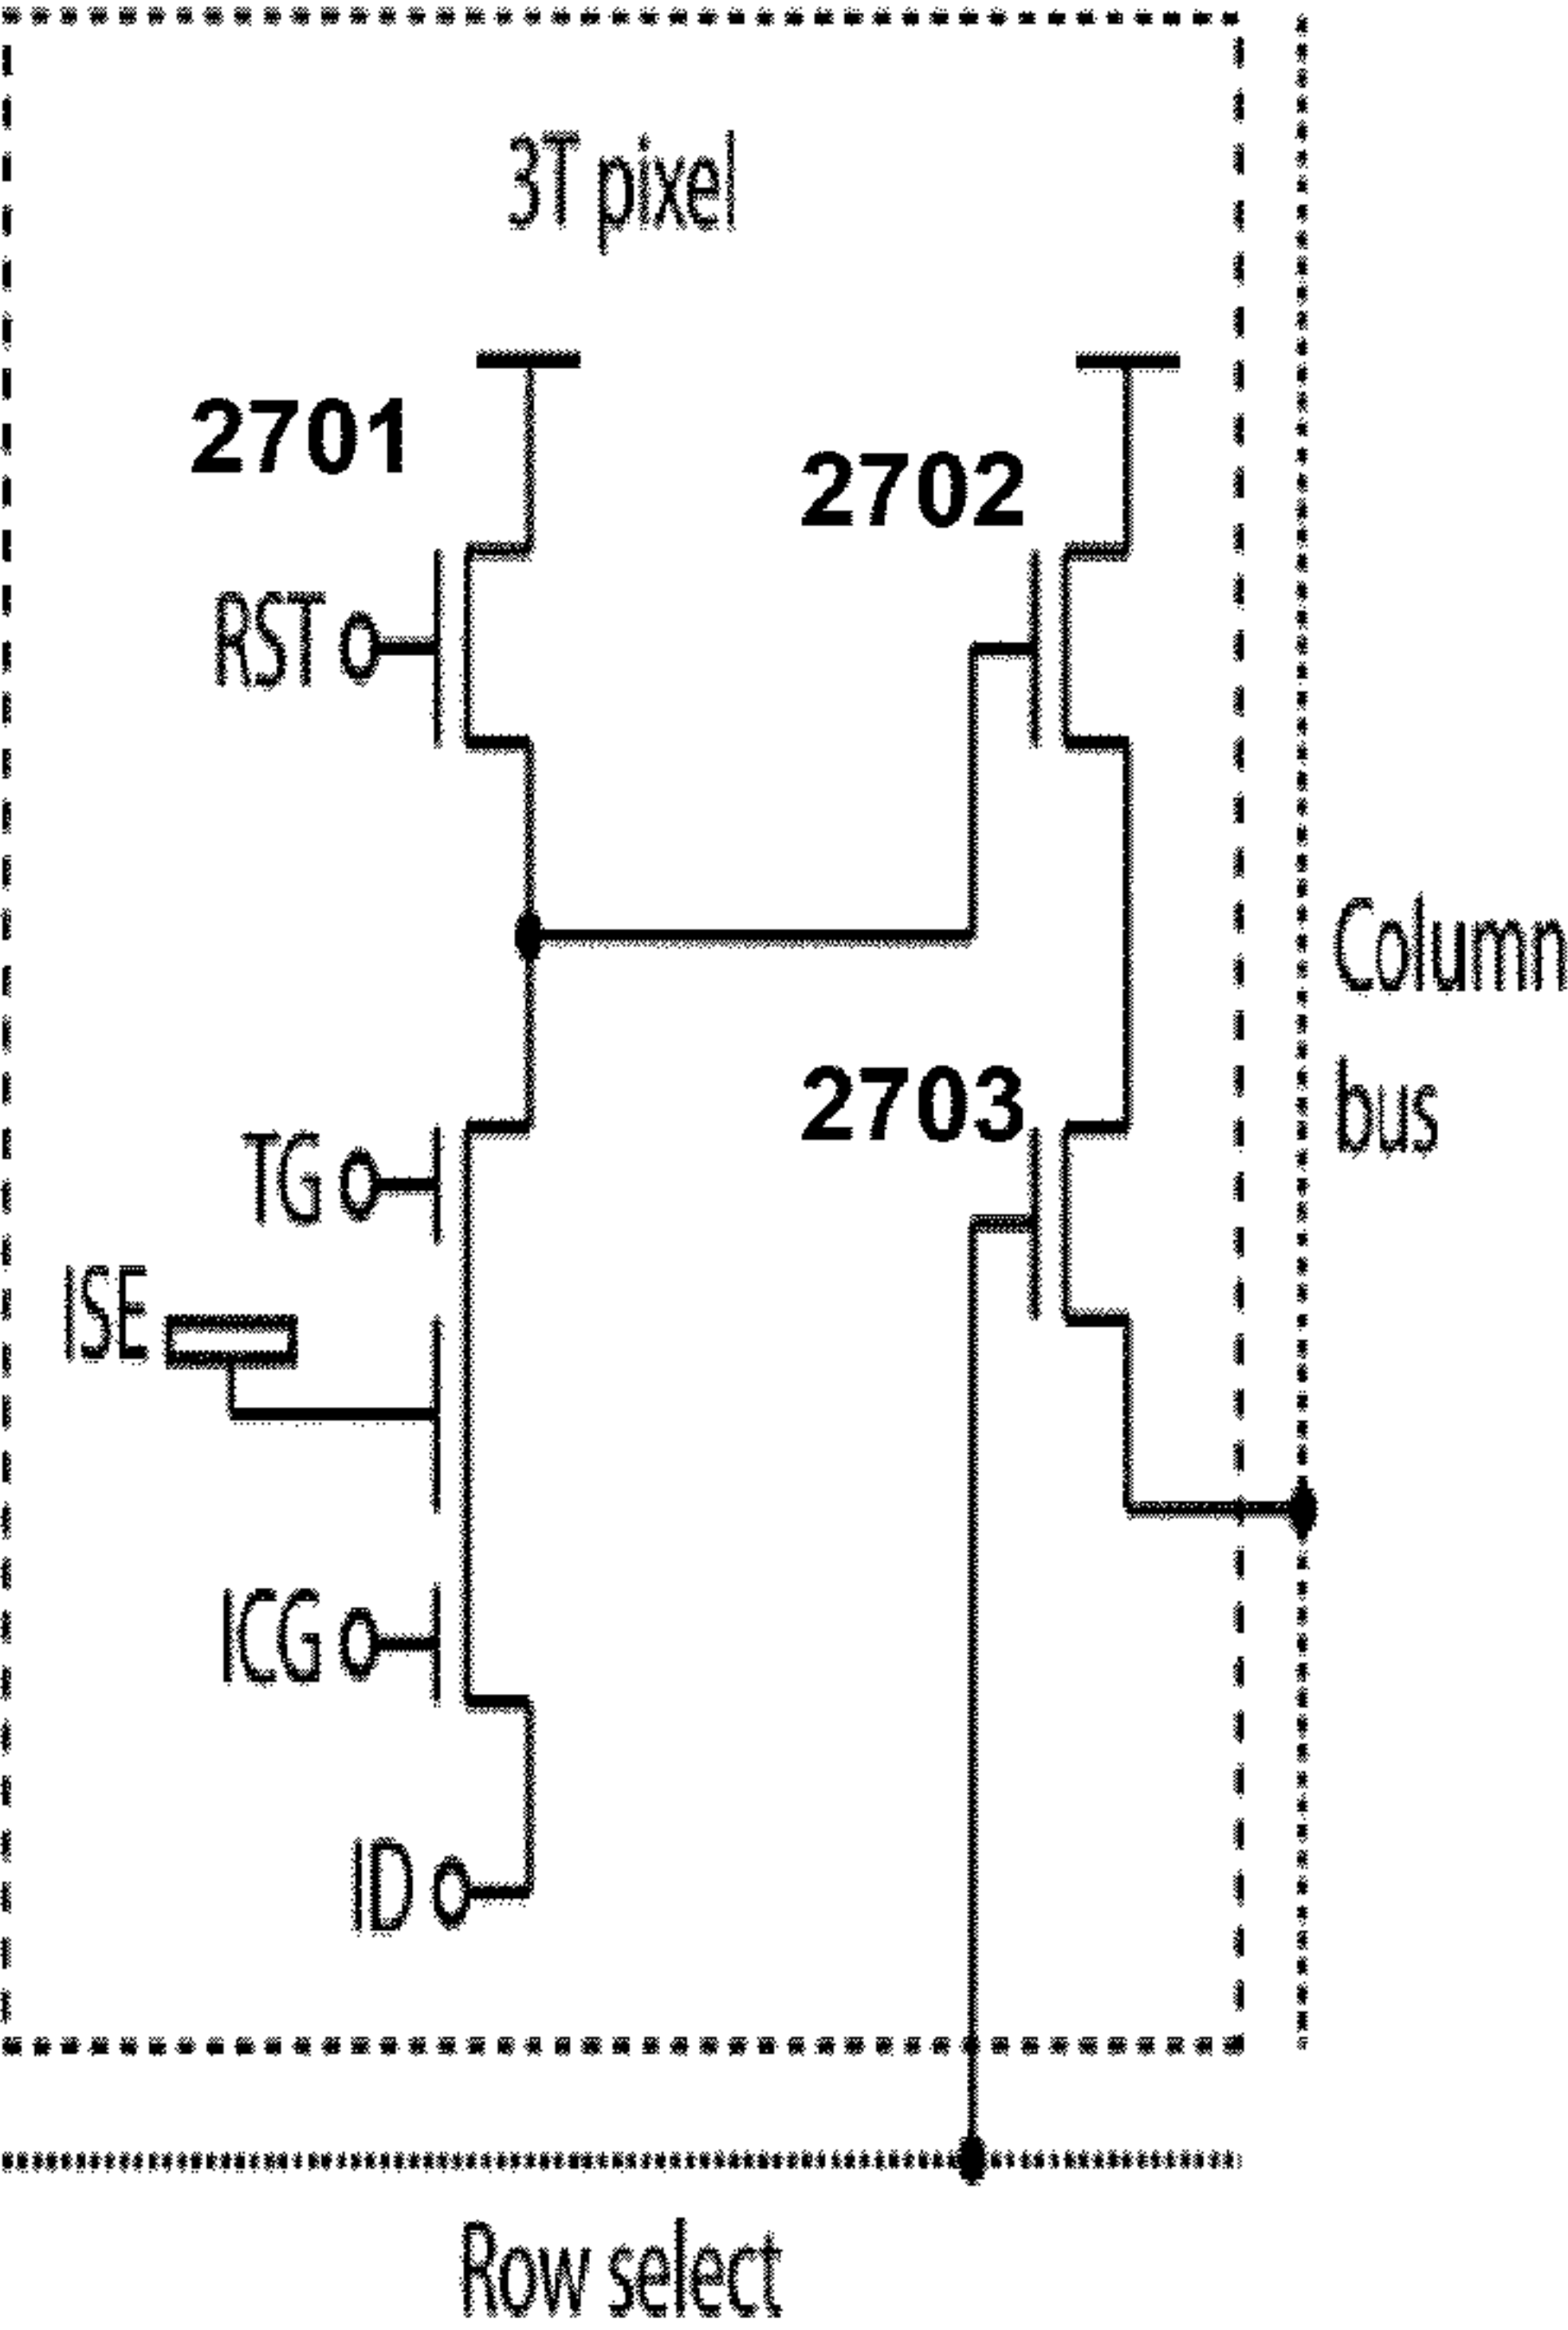 3T pixel
2701
2702
RST
Column
bus
2703
TG
ISE
ICG
ID
Row select